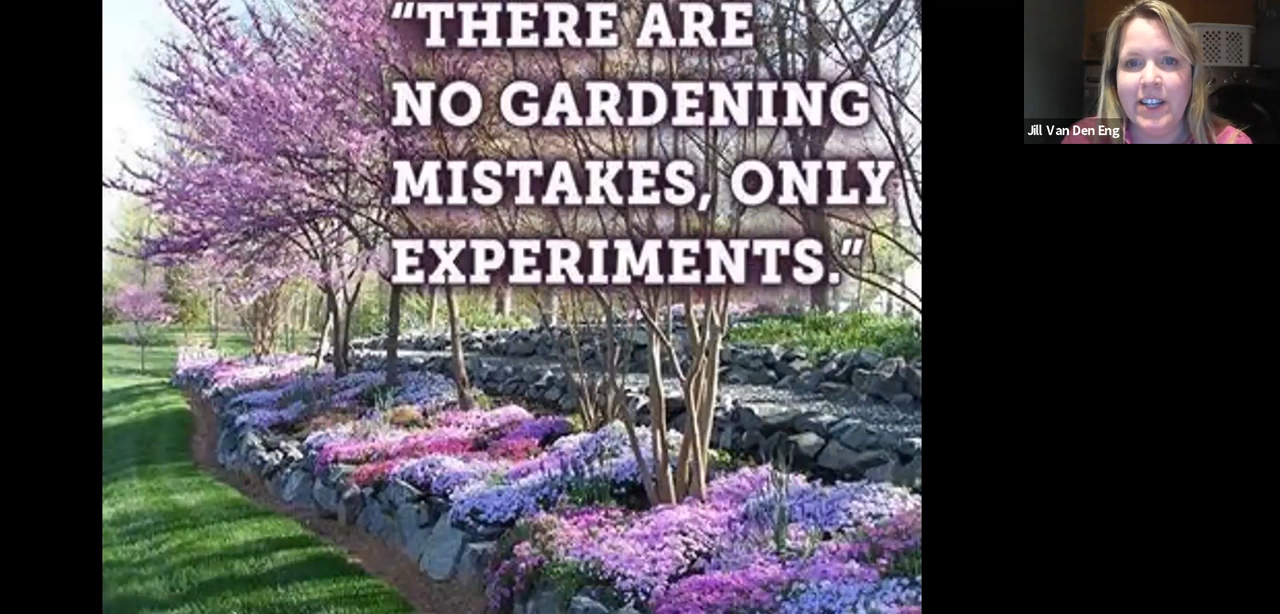 “THERE ARE
NO GARDENING
MISTAKES, ONLY
EXPERIMENTS.”
Jill Van Den Eng